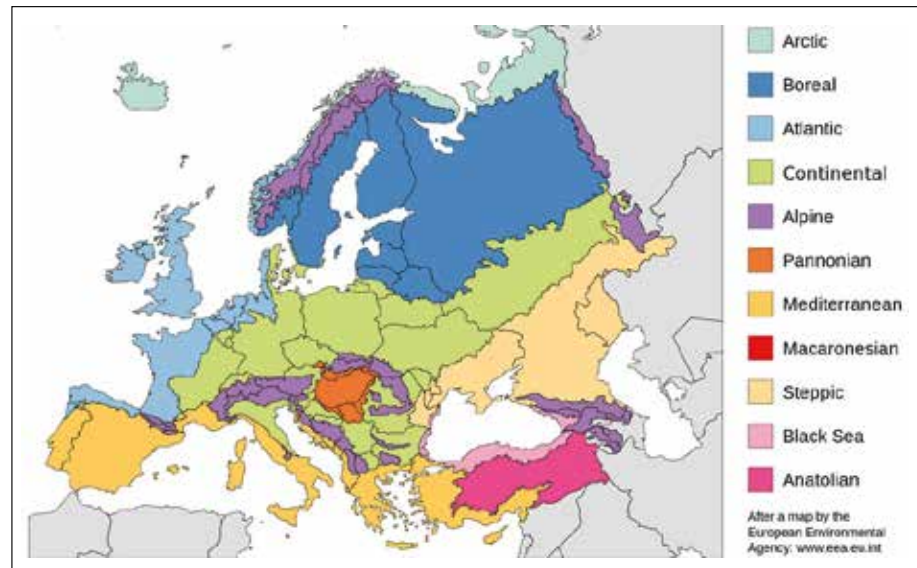 Arctic
Boreal
Atlantic
Continental
Alpine
Pannonian
Mediterranean
Macaronesian
Steppic
Black Sea
Anatolian
After a map by the
European Environmental
Agency: www.eea.eu.int